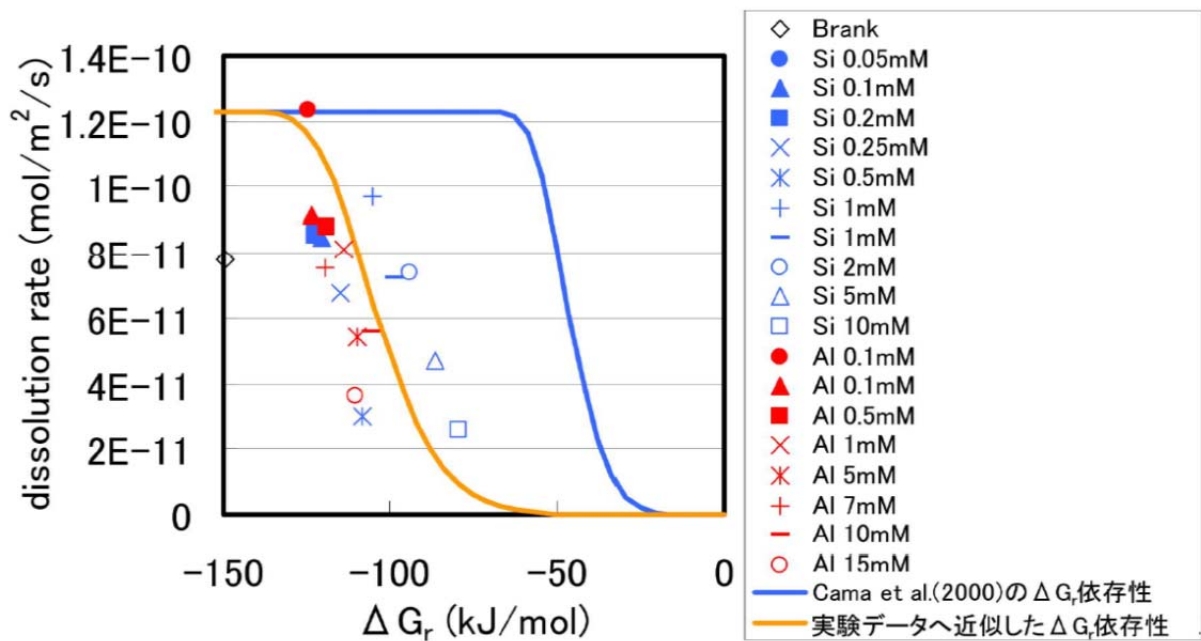 dissolution rate (mol/m²/s)
1.4E-10
1.2E-10
1E-10
8E-11
6E-11
4E-11
2E-11
0
-150
-100
-50
0
ΔGr (kJ/mol)
Brank
Si 0.05mM
Si 0.1mM
Si 0.2mM
Si 0.25mM
Si 0.5mM
Si 1mM
Si 1mM
Si 2mM
Si 5mM
Si 10mM
Al 0.1mM
Al 0.1mM
Al 0.5mM
Al 1mM
Al 5mM
Al 7mM
Al 10mM
Al 15mM
Cama et al.(2000)のΔGr依存性
実験データへ近似したΔGr依存性